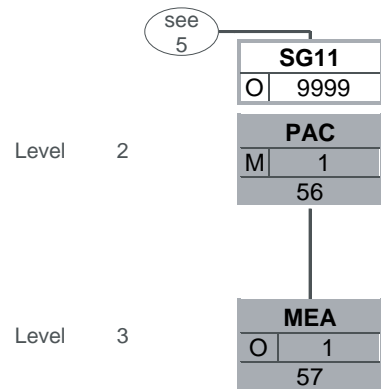 see
5
SG11
O 9999
PAC
Level 2 M 1
56
MEA
Level 3 O 1
57